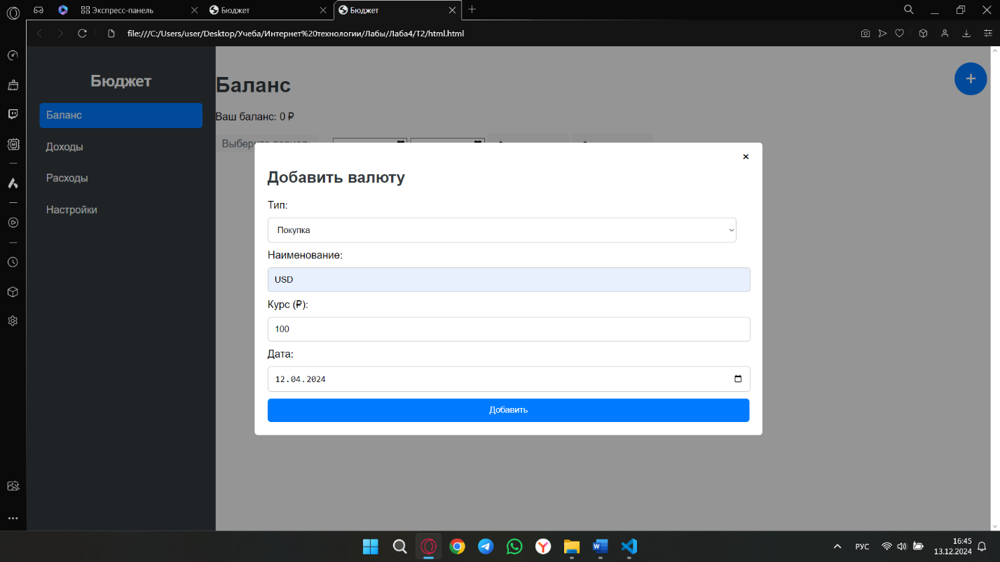 Экспресс-панель
Бюджет
Бюджет
file:///C:/Users/user/Desktop/Учеба/Интернет%20технологии/Лабы/Лаба4/Т2/html.html
Бюджет
Баланс
Доходы
Расходы
Настройки
Баланс
Ваш баланс: 0 ₽
Добавить валюту
Тип:
Покупка
Наименование:
USD
Курс (₽):
100
Дата:
12.04.2024
Добавить
РУС
16:45
13.12.2024